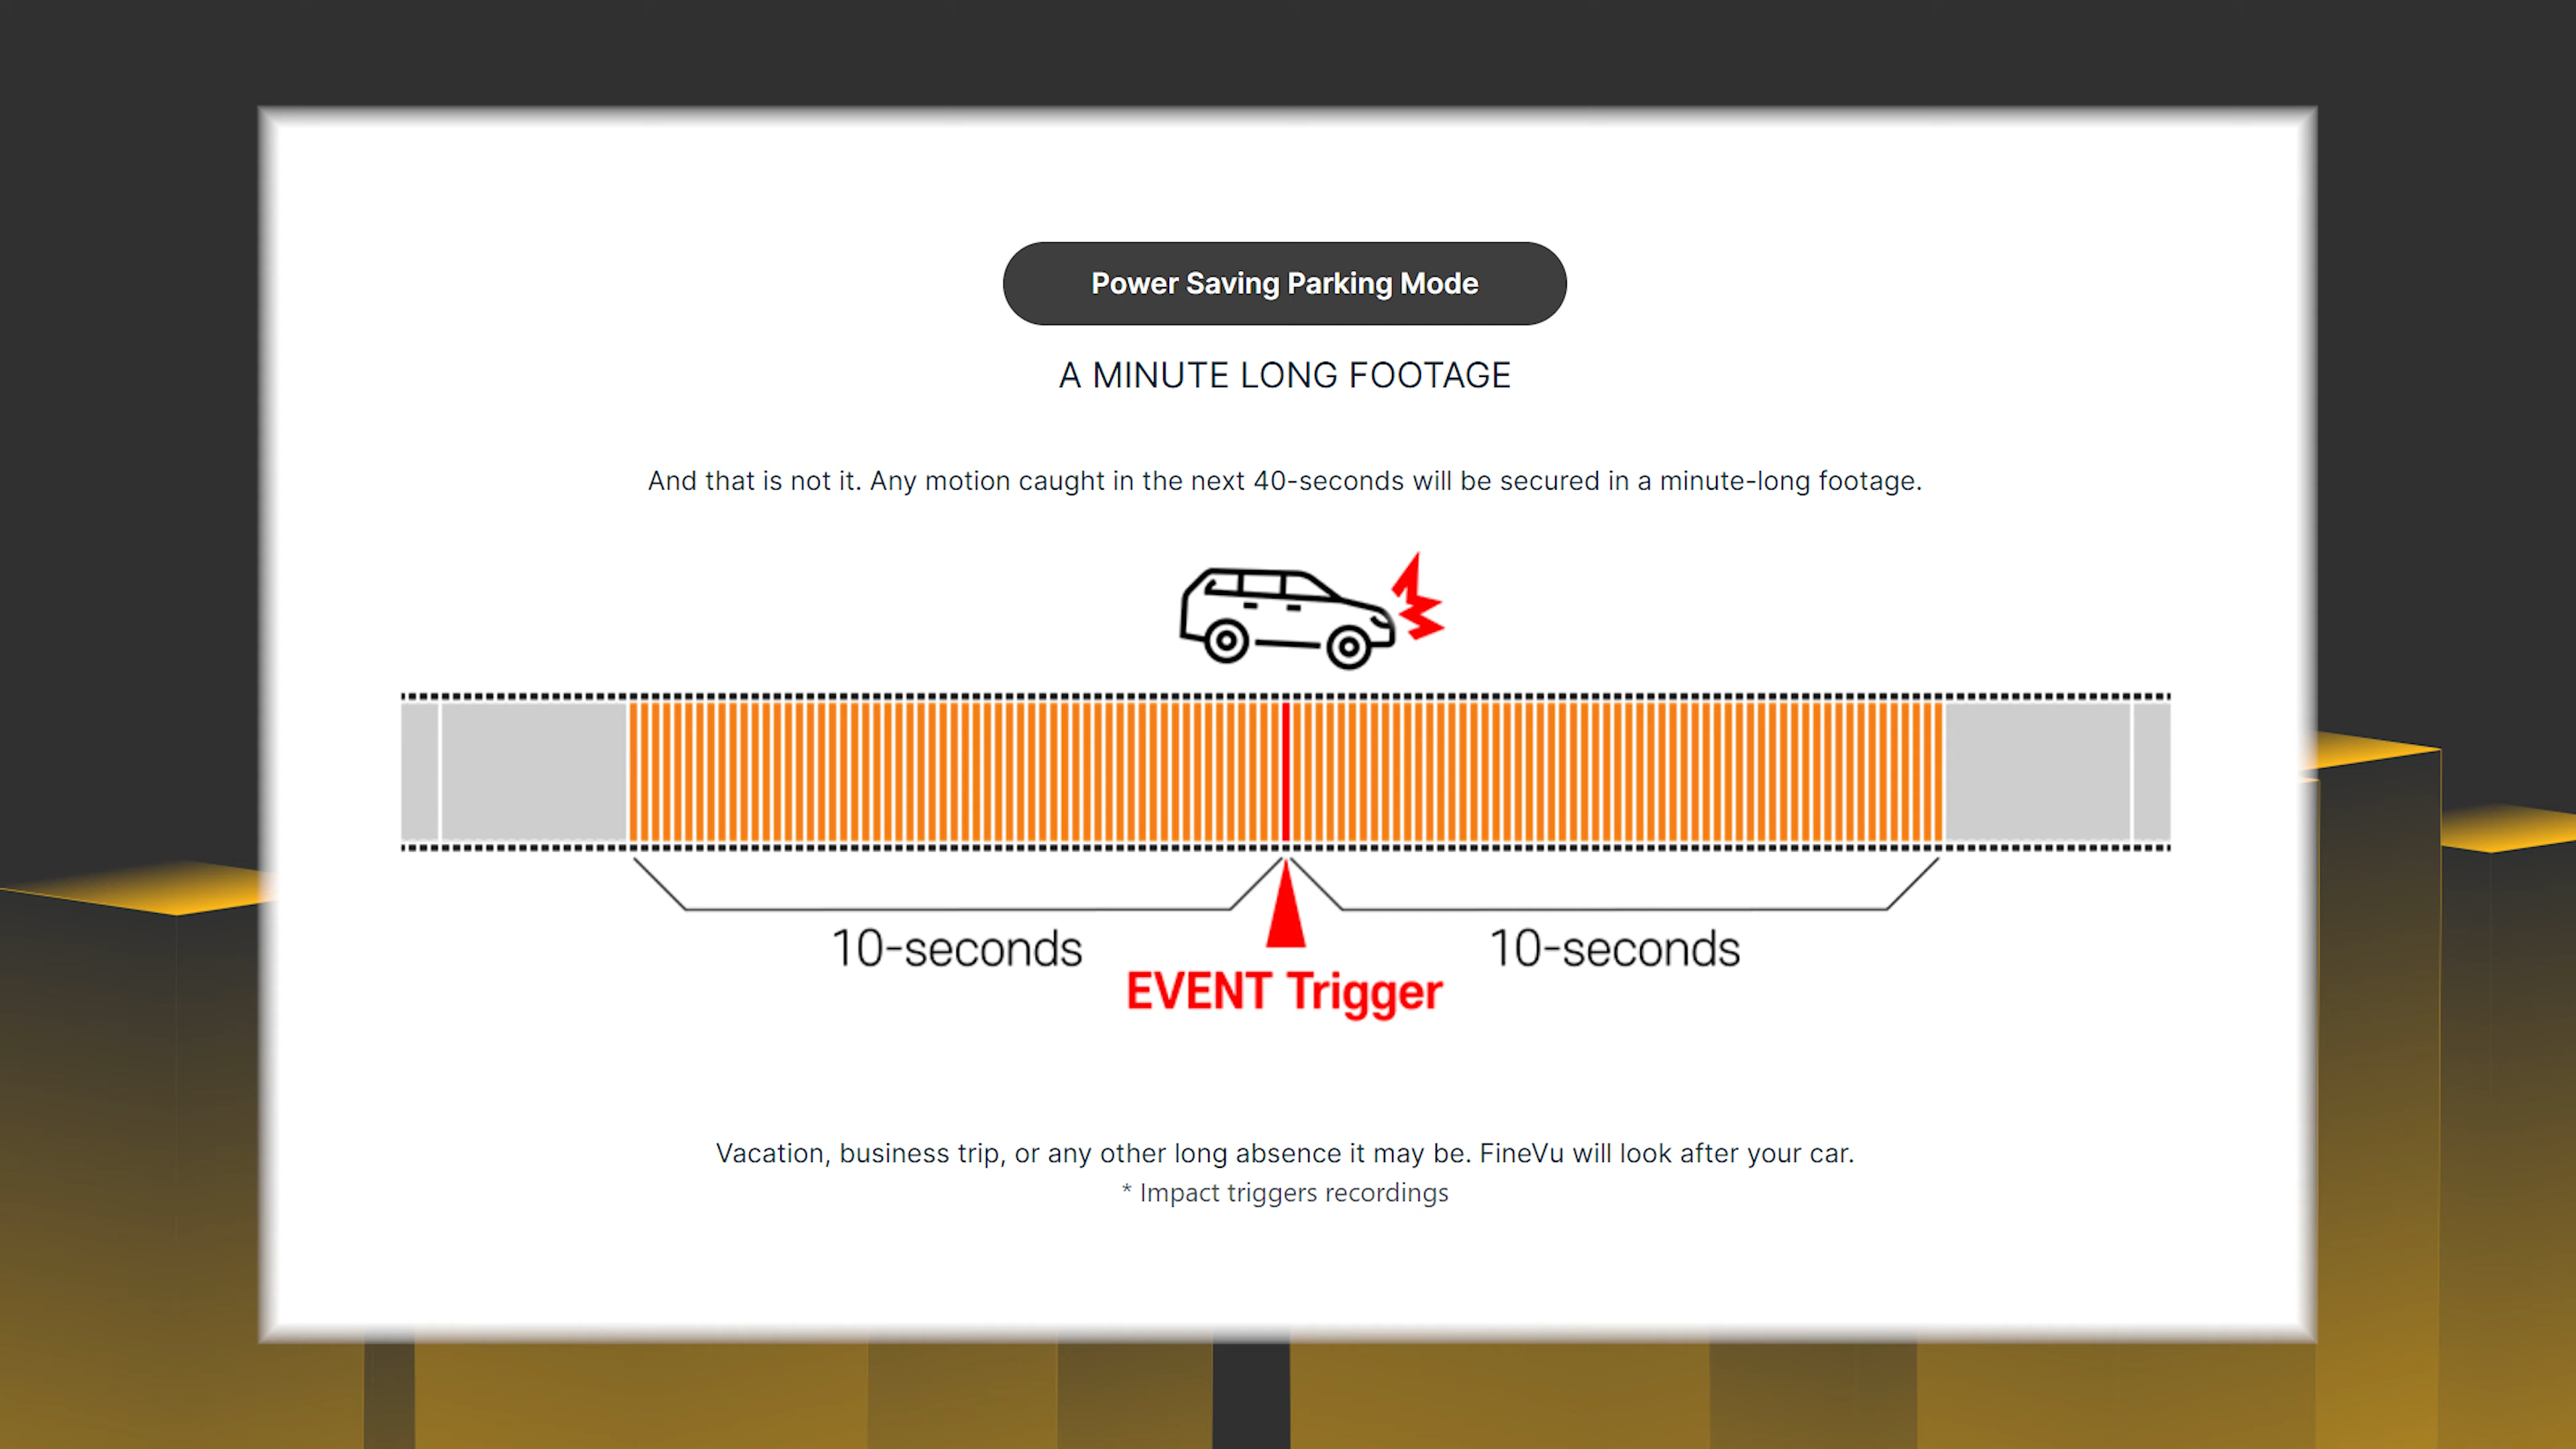 Power Saving Parking Mode
A MINUTE LONG FOOTAGE
And that is not it. Any motion caught in the next 40-seconds will be secured in a minute-long footage.
10-seconds
10-seconds
EVENT Trigger
Vacation, business trip, or any other long absence it may be. FineVu will look after your car.
* Impact triggers recordings